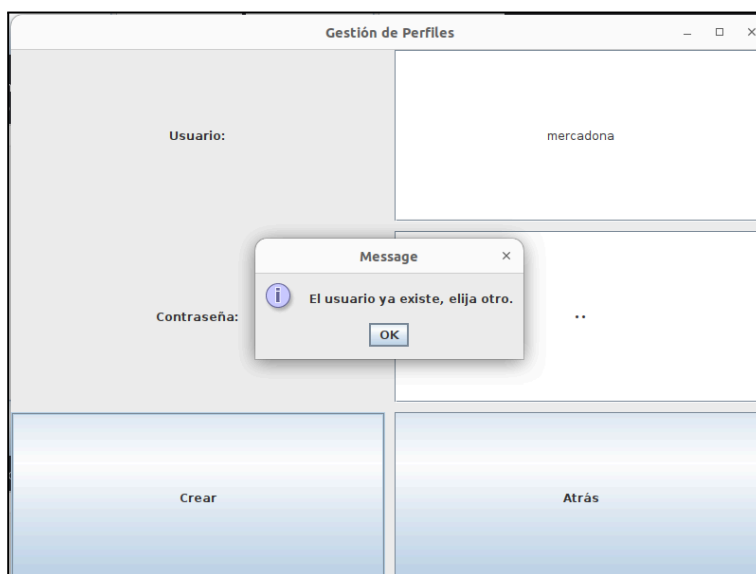 Gestión de Perfiles
Usuario:
mercadona
Message
El usuario ya existe, elija otro.
OK
Contraseña:
Crear
Atrás